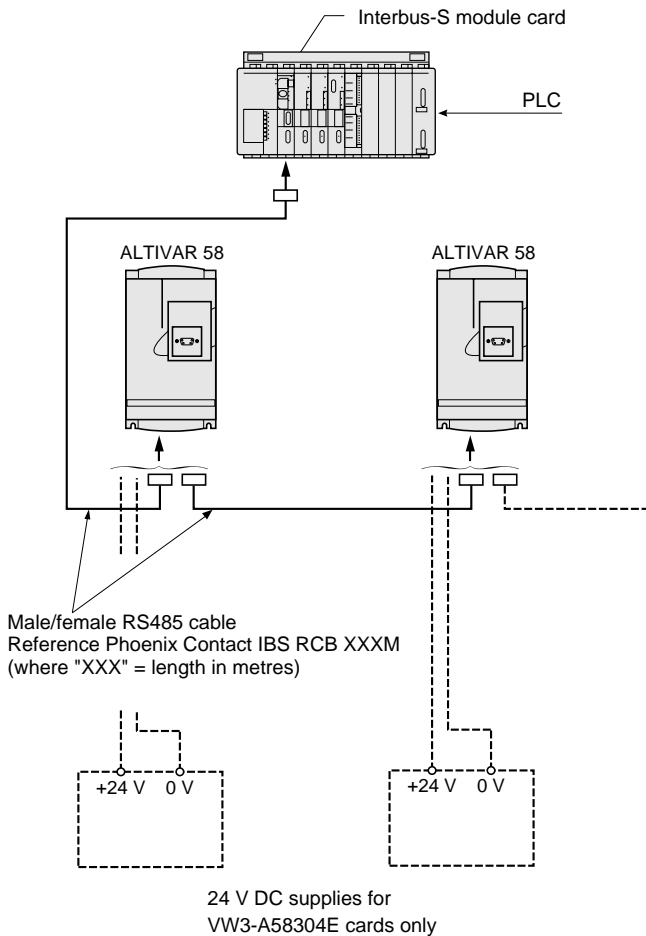 Interbus-S module card
PLC
ALTIVAR 58
ALTIVAR 58
Male/female RS485 cable
Reference Phoenix Contact IBS RCB XXXM
(where "XXX" = length in metres)
+24 V 0 V
+24 V 0 V
24 V DC supplies for
VW3-A58304E cards only